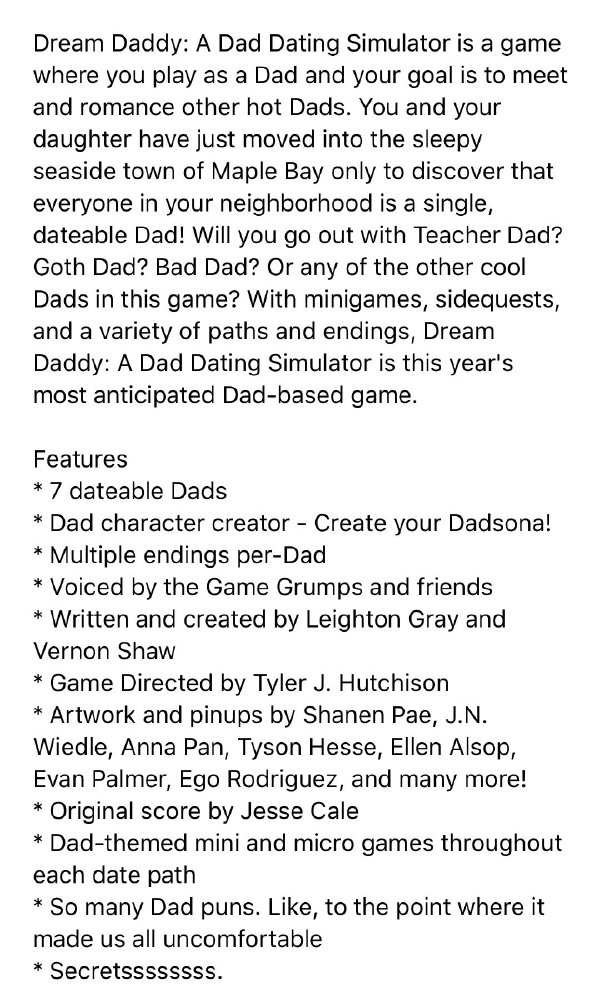 Dream Daddy: A Dad Dating Simulator is a game
where you play as a Dad and your goal is to meet
and romance other hot Dads. You and your
daughter have just moved into the sleepy
seaside town of Maple Bay only to discover that
everyone in your neighborhood is a single,
dateable Dad! Will you go out with Teacher Dad?
Goth Dad? Bad Dad? Or any of the other cool
Dads in this game? With minigames, sidequests,
and a variety of paths and endings, Dream
Daddy: A Dad Dating Simulator is this year's
most anticipated Dad-based game.

Features
* 7 dateable Dads
* Dad character creator - Create your Dadsona!
* Multiple endings per-Dad
* Voiced by the Game Grumps and friends
* Written and created by Leighton Gray and
Vernon Shaw
* Game Directed by Tyler J. Hutchison
* Artwork and pinups by Shanen Pae, J.N.
Wiedle, Anna Pan, Tyson Hesse, Ellen Alsop,
Evan Palmer, Ego Rodriguez, and many more!
* Original score by Jesse Cale
* Dad-themed mini and micro games throughout
each date path
* So many Dad puns. Like, to the point where it
made us all uncomfortable
* Secretssssssss.